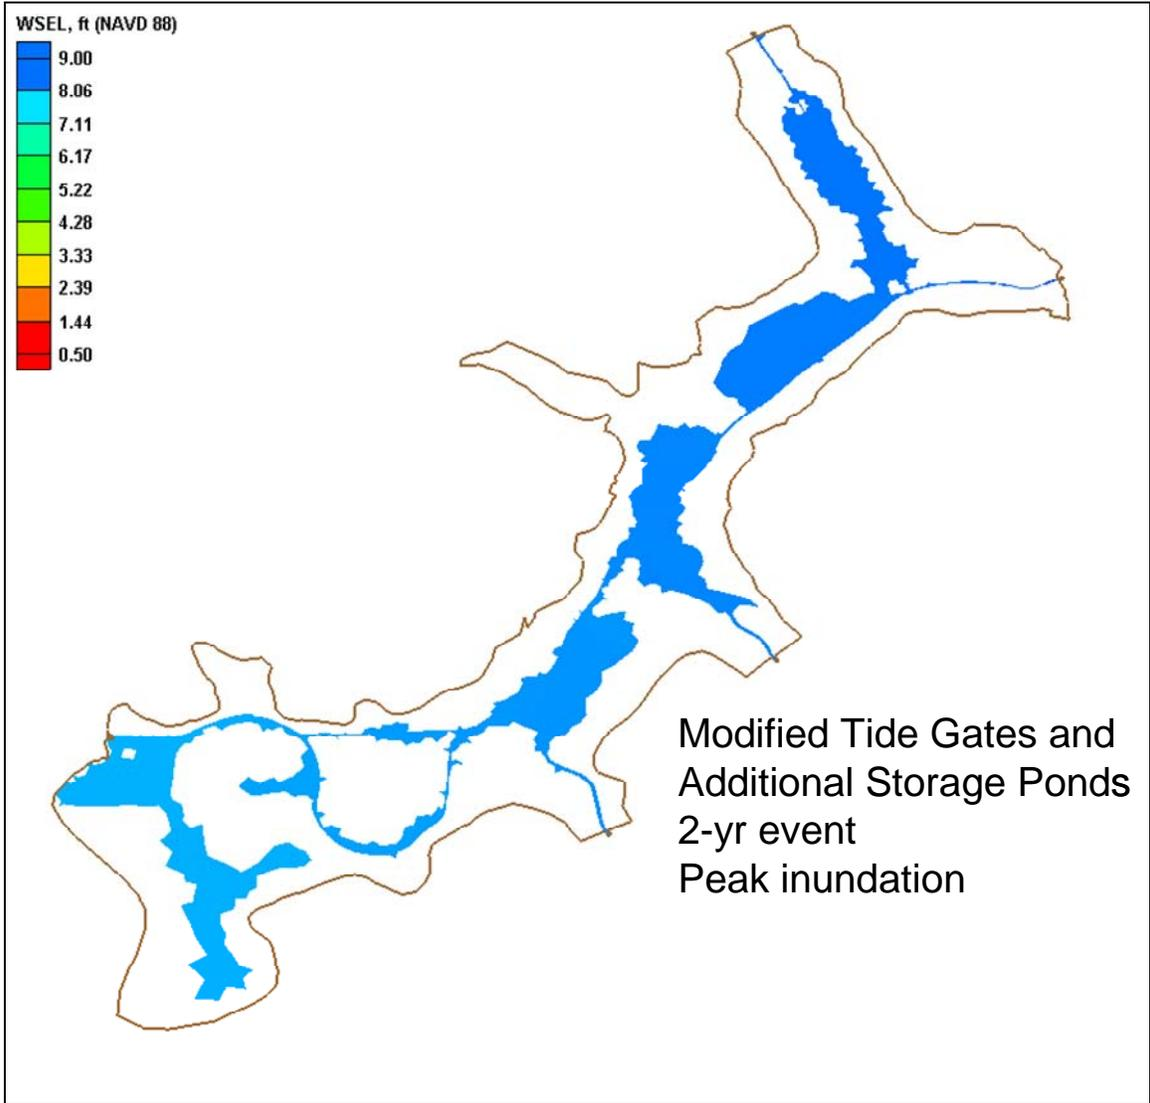 WSEL, ft (NAVD 88)
9.00
8.06
7.11
6.17
5.22
4.28
3.33
2.39
1.44
0.50
Modified Tide Gates and
Additional Storage Ponds
2-yr event
Peak inundation